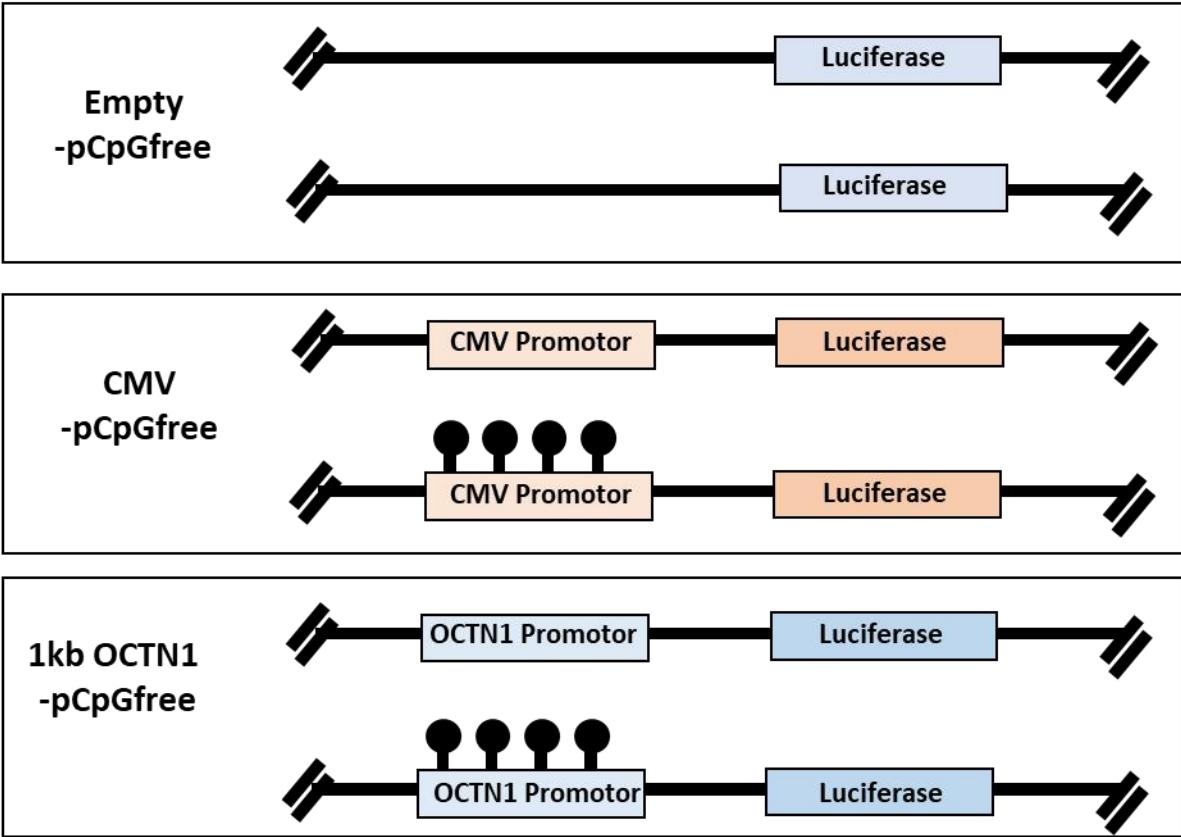 Empty
-pCpGfree
Luciferase
Luciferase
CMV
-pCpGfree
CMV Promotor
Luciferase
CMV Promotor
Luciferase
1kb OCTN1
-pCpGfree
OCTN1 Promotor
Luciferase
OCTN1 Promotor
Luciferase